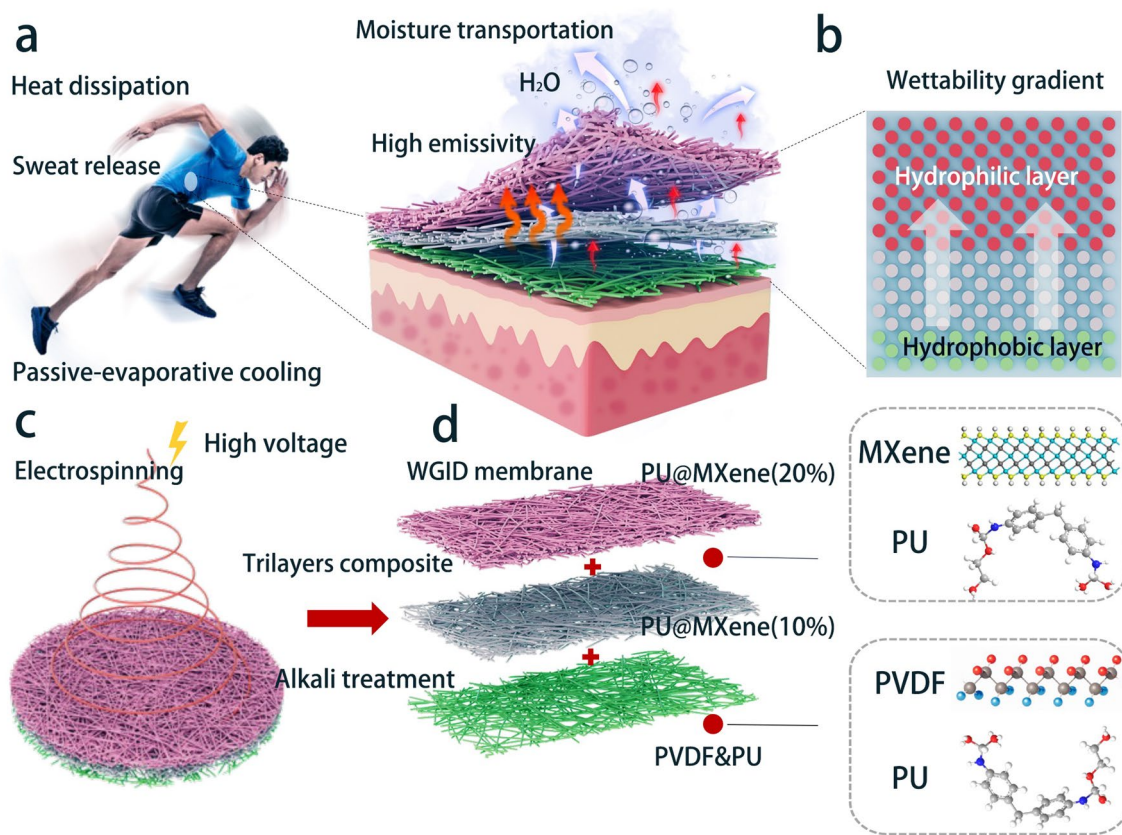 a
Heat dissipation
Sweat release
Passive-evaporative cooling
Moisture transportation
H₂O
High emissivity
b
Wettability gradient
Hydrophilic layer
Hydrophobic layer
c
High voltage
Electrospinning
Trilayers composite
Alkali treatment
d
WGID membrane
PU@MXene(20%)
PU@MXene(10%)
PVDF&PU
MXene
PU
PVDF
PU